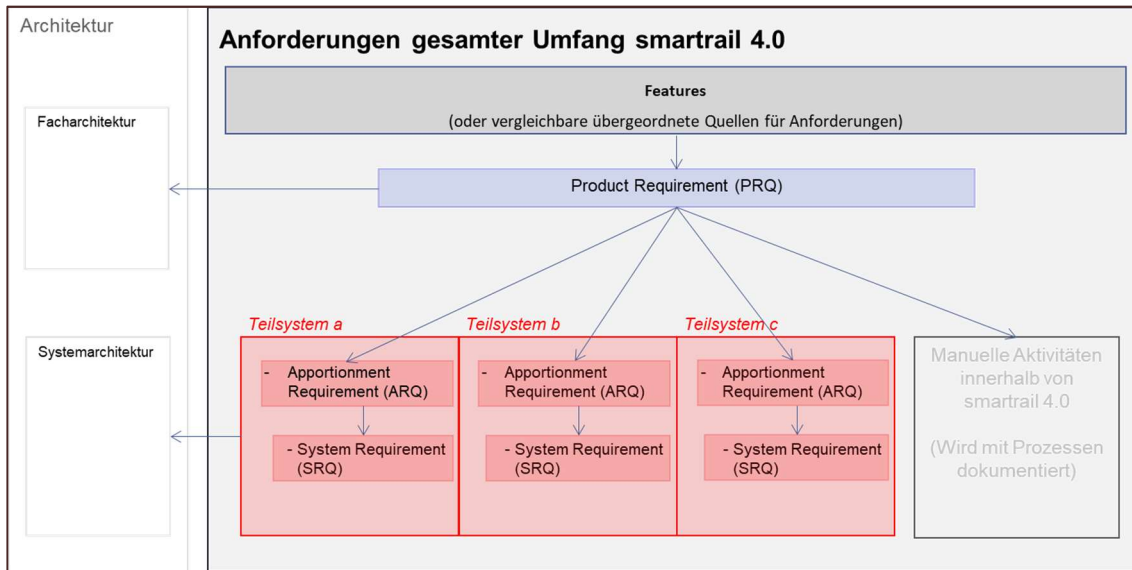 Architektur
Anforderungen gesamter Umfang smartrail 4.0
Features
(oder vergleichbare übergeordnete Quellen für Anforderungen)
Facharchitektur
Product Requirement (PRQ)
Teilsystem a
Teilsystem b
Teilsystem c
Systemarchitektur
- Apportionment
Requirement (ARQ)
- System Requirement
(SRQ)
- Apportionment
Requirement (ARQ)
- System Requirement
(SRQ)
- Apportionment
Requirement (ARQ)
- System Requirement
(SRQ)
Manuelle Aktivitäten
innerhalb von
smartrail 4.0
(Wird mit Prozessen
dokumentiert)